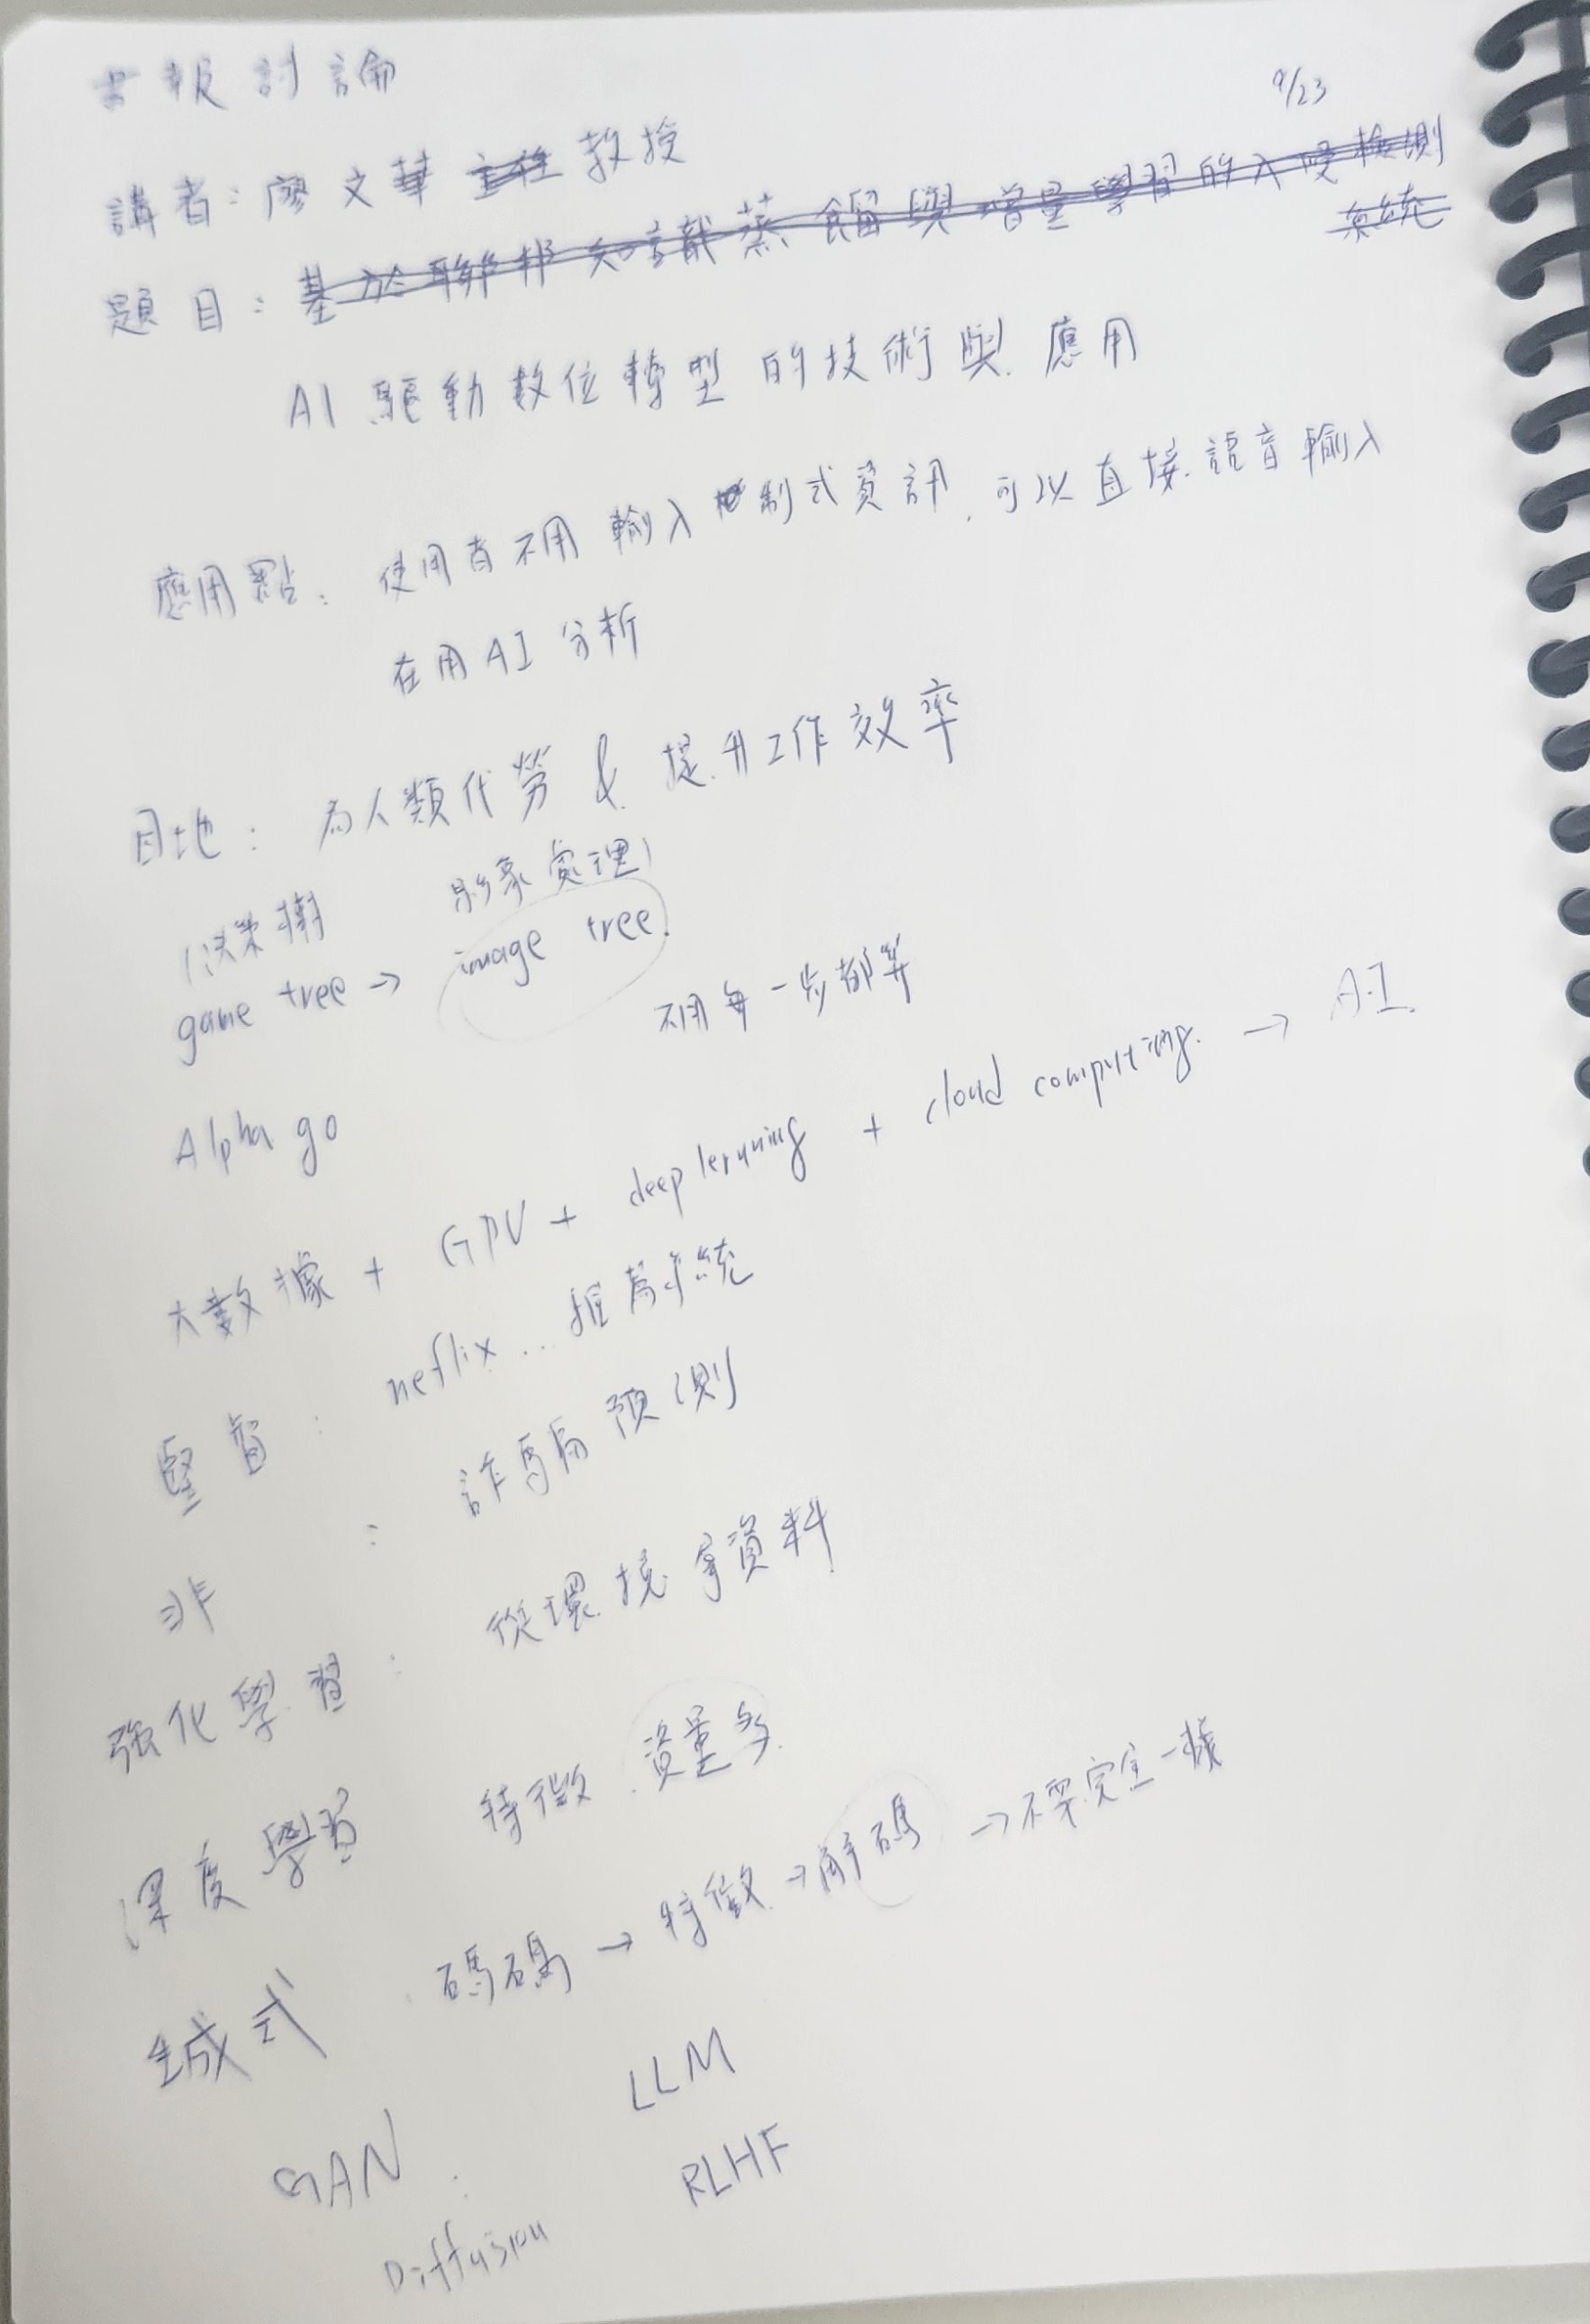 書報討論
9/23
講者：廖文華 主任 教授
題目：基於聯邦知識蒸餾與增量學習的入侵檢測
系統
AI 驅動數位轉型的技術與應用
應用點：使用者不用輸入制式資訊，可以直接語音輸入
在用AI 分析
目地：為人類代勞 & 提升工作效率
決策樹 影象處理
game tree → image tree.
不用每一步都算
Alpha go
大數據 + GPU + deep lerning + cloud computing. → AI.
監督： neflix... 推薦系統
非 ： 詐騙 預測
強化學習： 從環境拿資料
深度學習 特徵 資量多
生成式 碼碼 → 特徵 → 解碼 → 不要完全一樣
GAN LLM
Diffusion RLHF